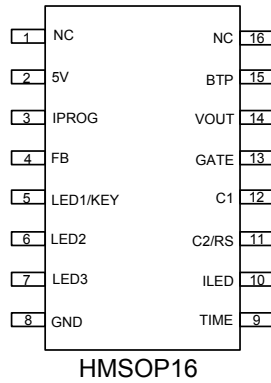 1 NC NC 16
2 5V BTP 15
3 IPROG VOUT 14
4 FB GATE 13
5 LED1/KEY C1 12
6 LED2 C2/RS 11
7 LED3 ILED 10
8 GND TIME 9
HMSOP16